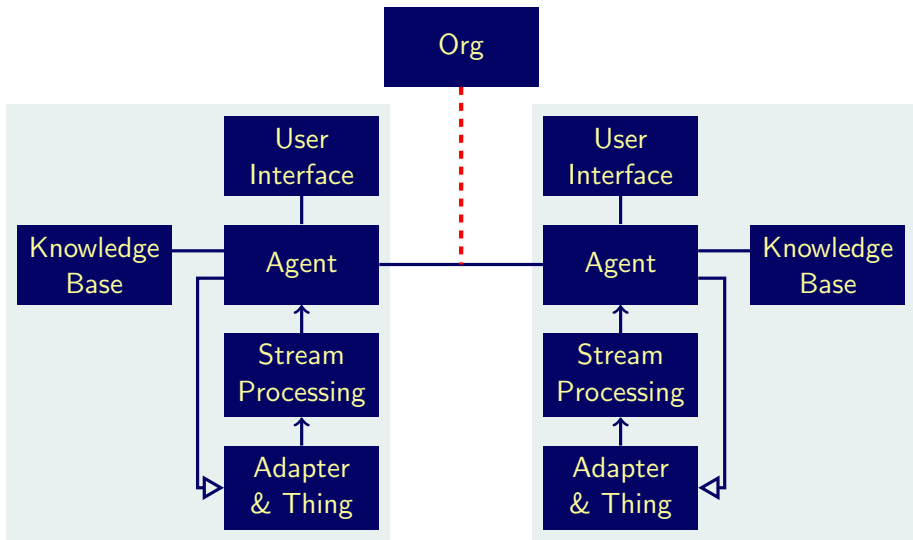 Org
User
Interface
Knowledge
Base
Agent
Stream
Processing
Adapter
& Thing
User
Interface
Agent
Knowledge
Base
Stream
Processing
Adapter
& Thing